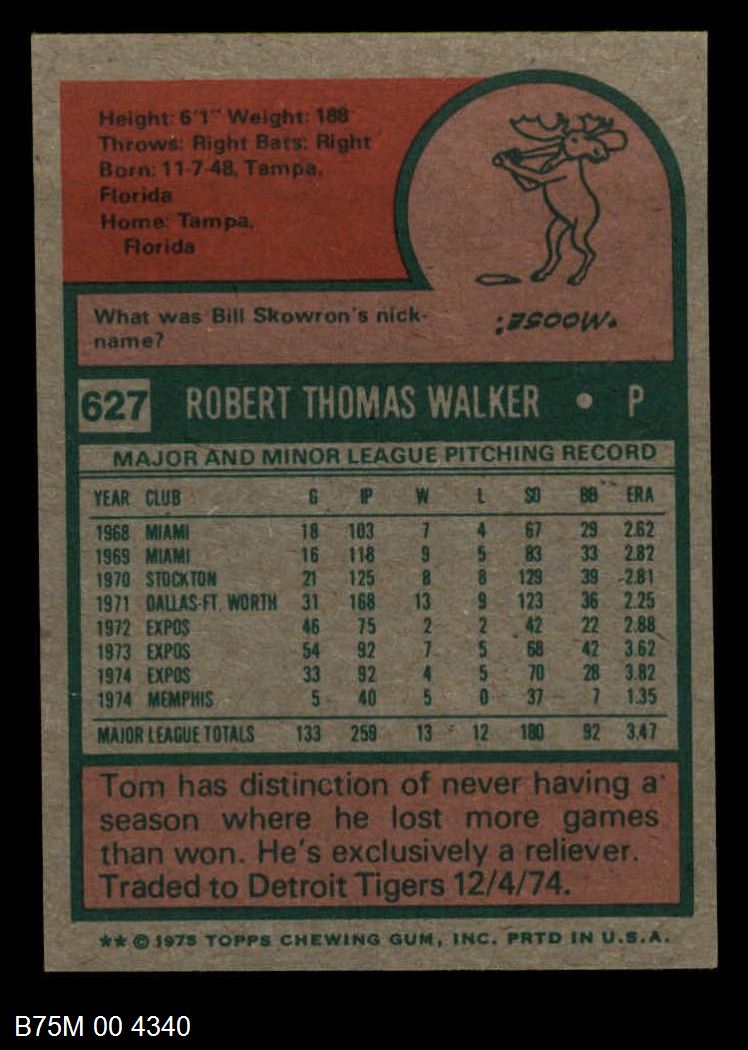 Height: 6'1" Weight: 188
Throws: Right Bats: Right
Born: 11-7-48, Tampa,
Florida
Home: Tampa,
Florida
What was Bill Skowron's nick-
name?
"Moose."
627 ROBERT THOMAS WALKER • P
MAJOR AND MINOR LEAGUE PITCHING RECORD
YEAR CLUB G IP W L SO BB ERA
1968 MIAMI 18 103 7 4 67 29 2.62
1969 MIAMI 16 118 9 5 83 33 2.82
1970 STOCKTON 21 125 8 8 129 39 2.81
1971 DALLAS-FT. WORTH 31 168 13 9 123 36 2.25
1972 EXPOS 46 75 2 2 42 22 2.88
1973 EXPOS 54 92 7 5 68 42 3.62
1974 EXPOS 33 92 4 5 70 28 3.82
1974 MEMPHIS 5 40 5 0 37 7 1.35
MAJOR LEAGUE TOTALS 133 259 13 12 180 92 3.47
Tom has distinction of never having a
season where he lost more games
than won. He's exclusively a reliever.
Traded to Detroit Tigers 12/4/74.
** © 1975 TOPPS CHEWING GUM, INC. PRTD IN U.S.A.
B75M 00 4340